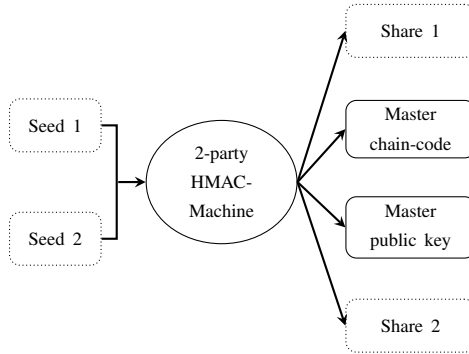 Seed 1
Seed 2
2-party
HMAC-
Machine
Share 1
Master
chain-code
Master
public key
Share 2